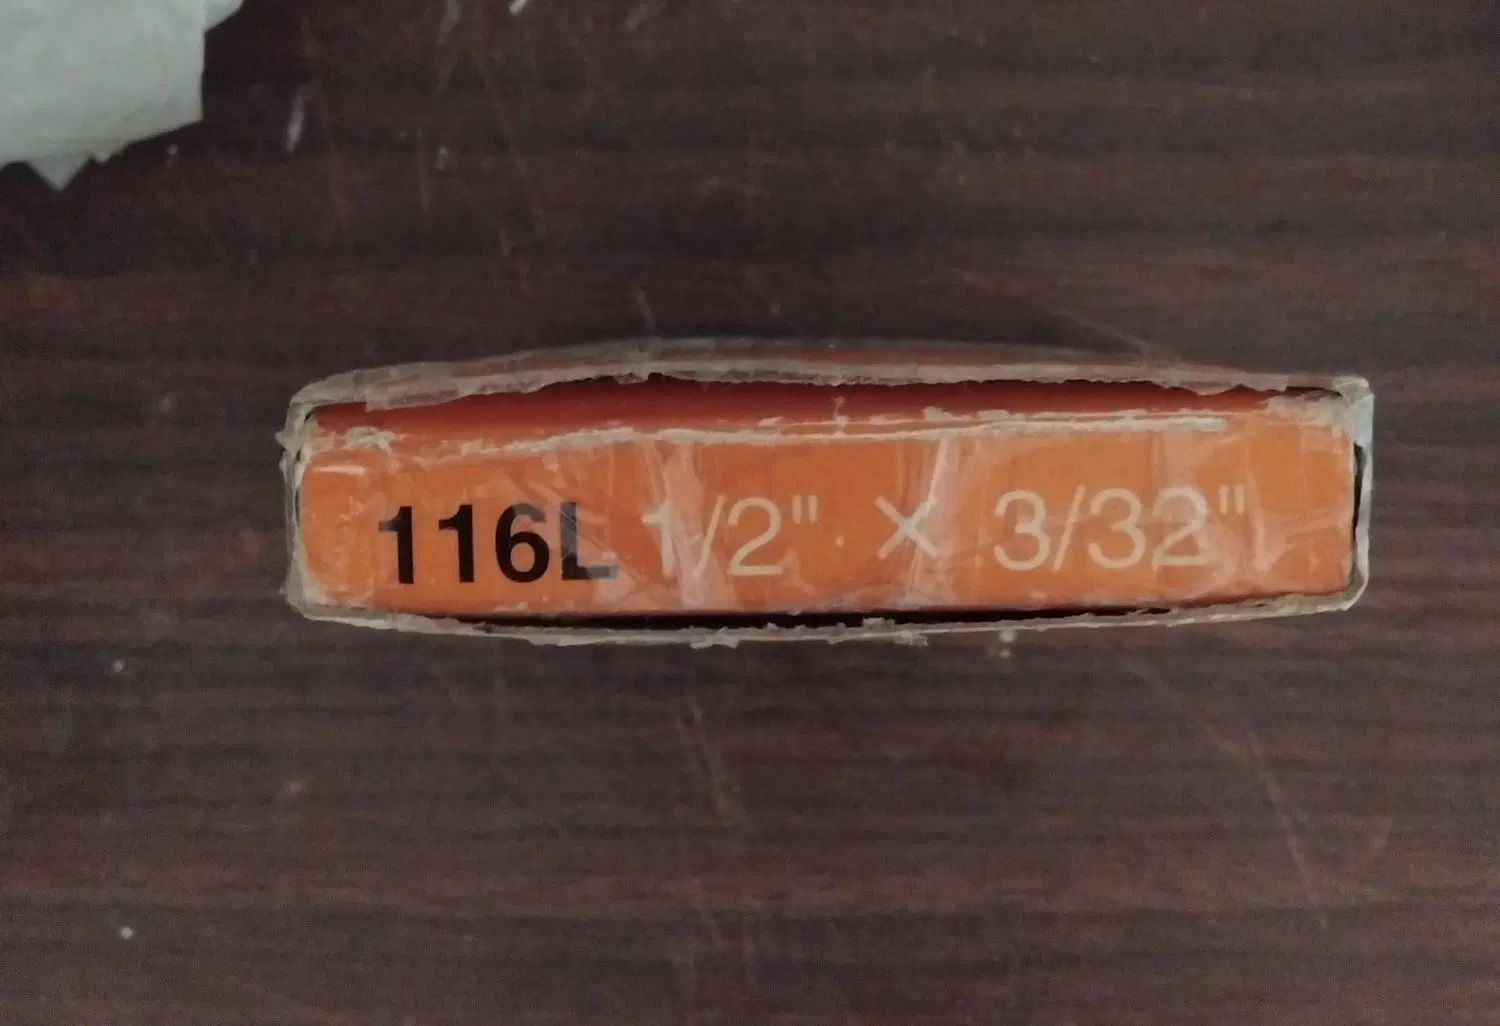 116L 1/2" × 3/32"